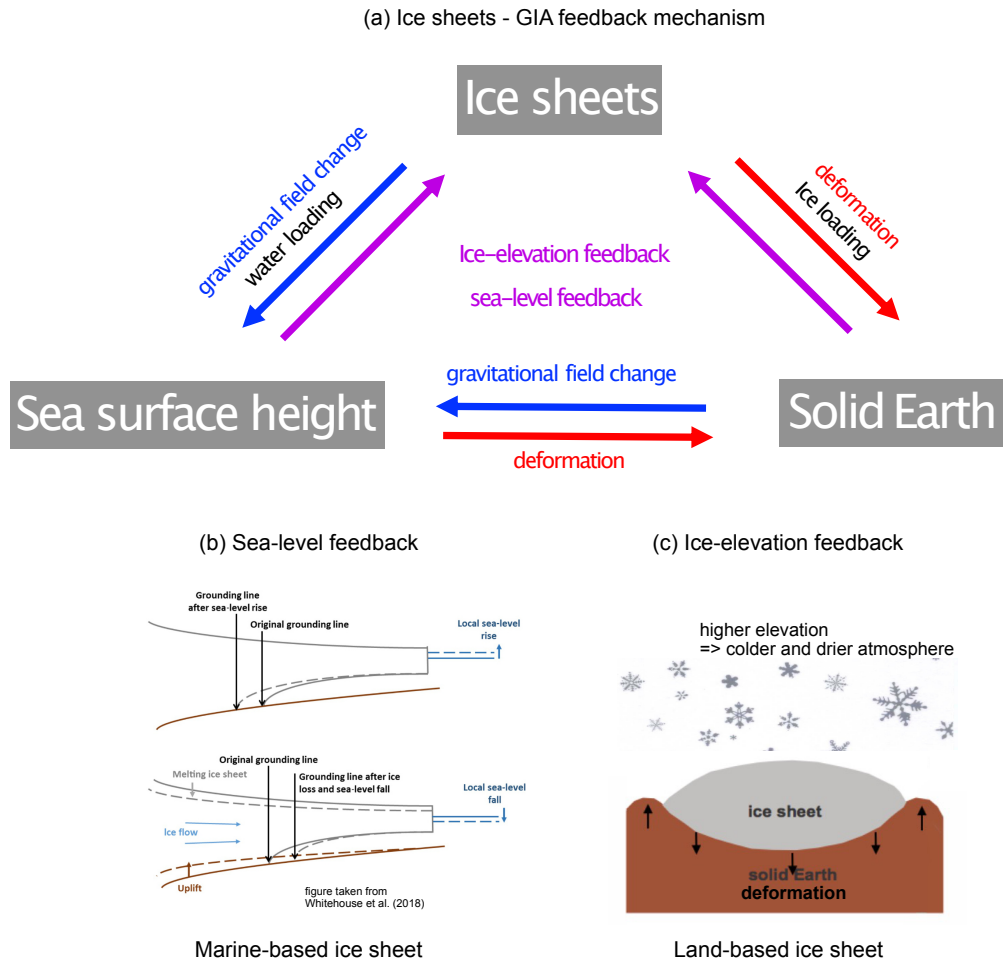 (a) Ice sheets - GIA feedback mechanism
Ice sheets
gravitational field change
water loading
deformation
Ice loading
Ice-elevation feedback
sea-level feedback
gravitational field change
Sea surface height
Solid Earth
deformation
(b) Sea-level feedback
(c) Ice-elevation feedback
Grounding line
after sea-level rise
Original grounding line
Local sea-level
rise
higher elevation
=> colder and drier atmosphere
Original grounding line
Melting ice sheet
Grounding line after ice
loss and sea-level fall
Local sea-level
fall
Ice flow
Uplift
figure taken from
Whitehouse et al. (2018)
ice sheet
solid Earth
deformation
Marine-based ice sheet
Land-based ice sheet